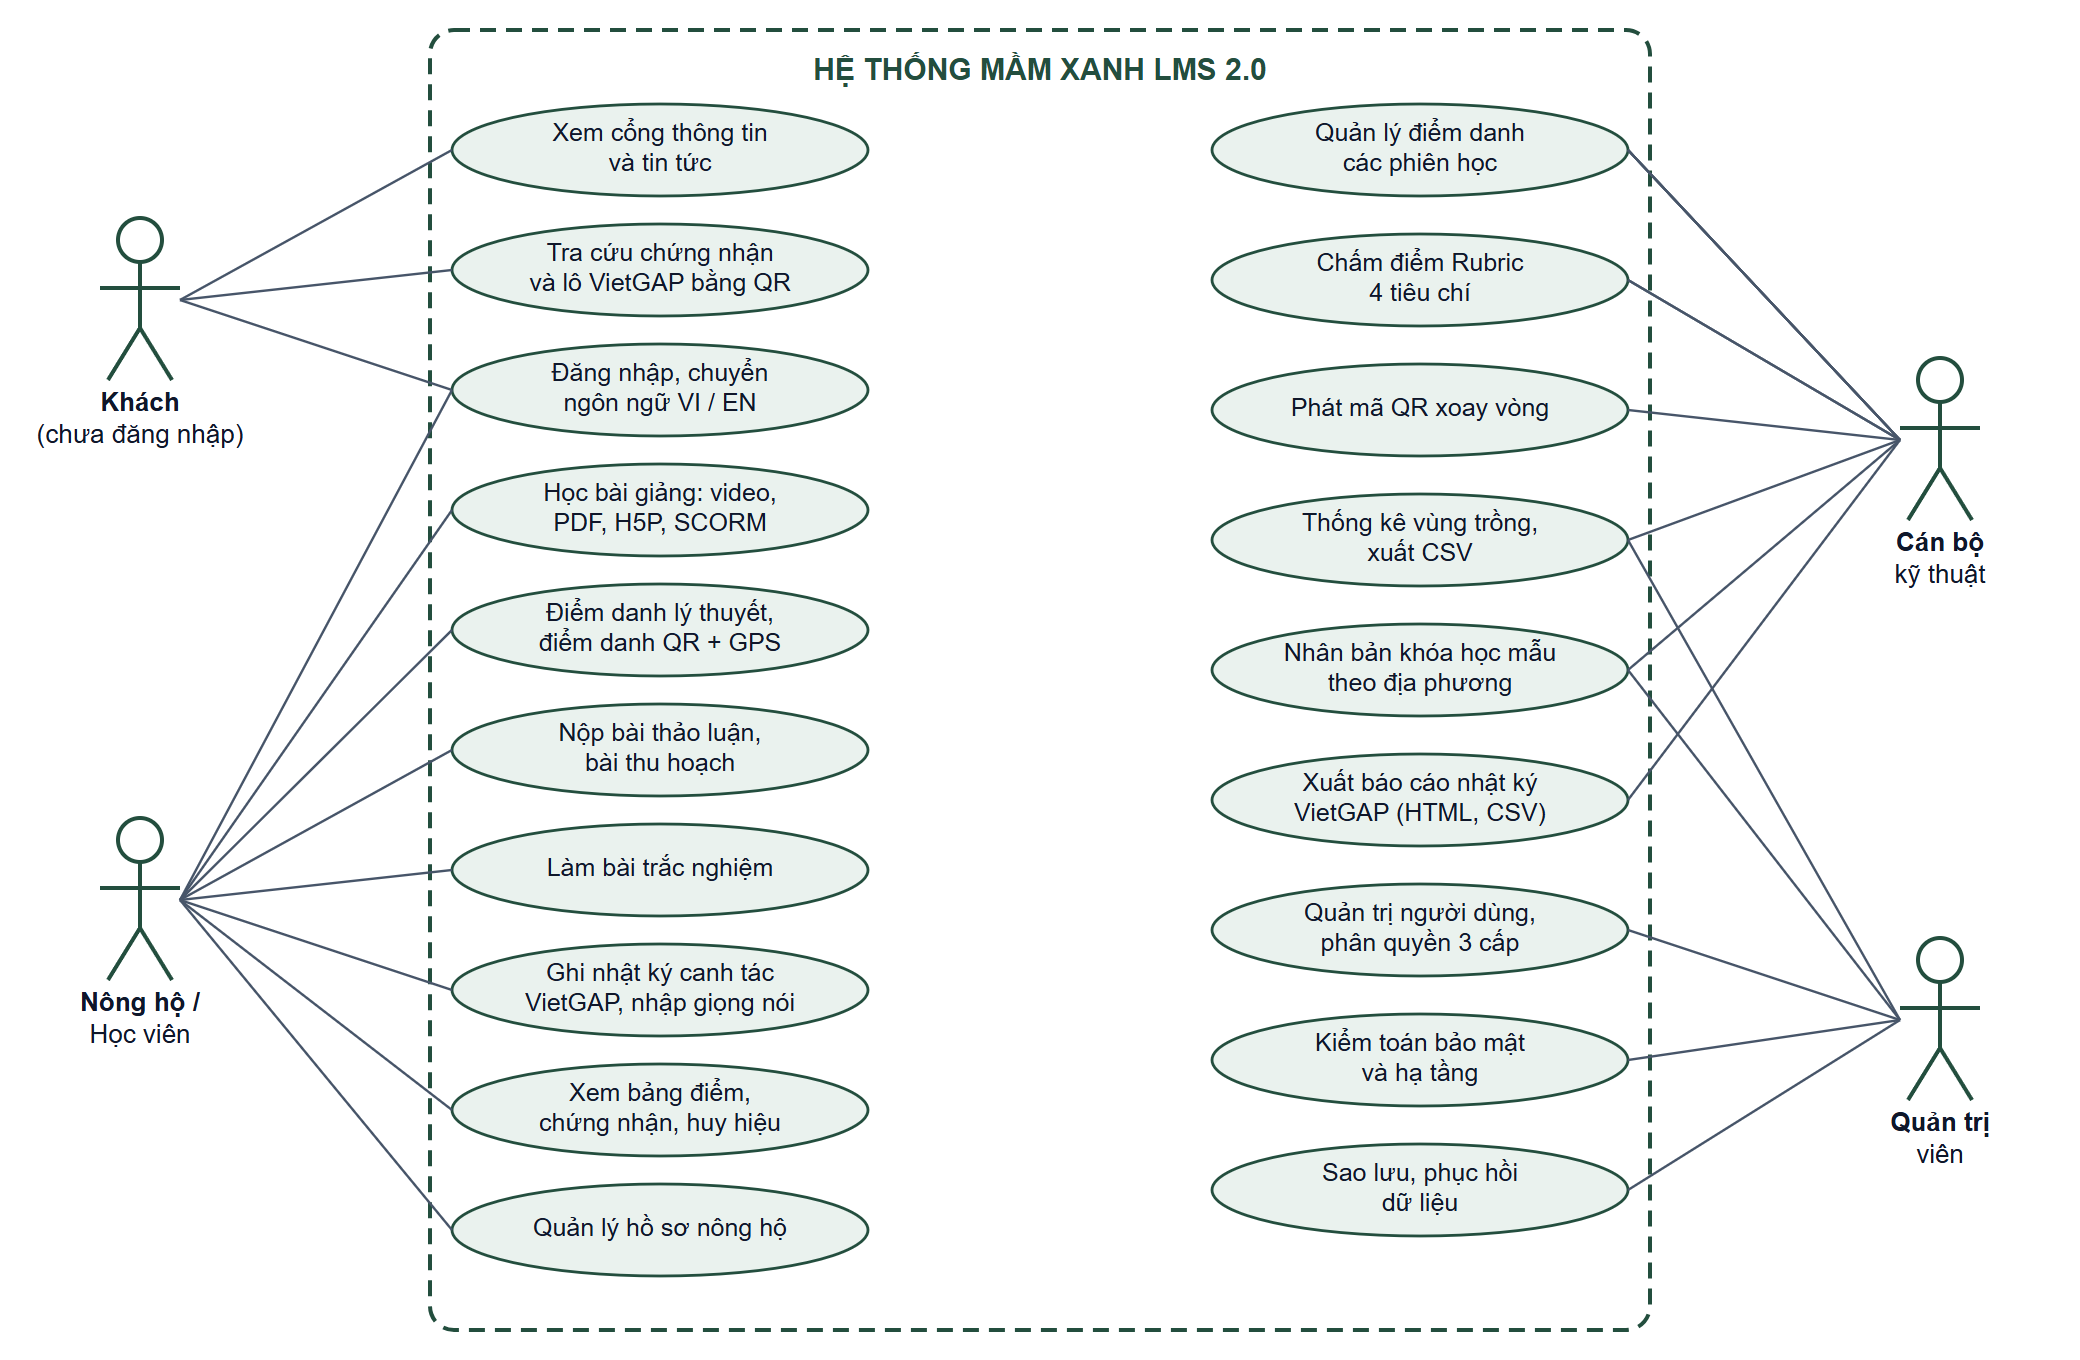 HỆ THỐNG MẦM XANH LMS 2.0
Xem cổng thông tin
và tin tức
Tra cứu chứng nhận
và lô VietGAP bằng QR
Đăng nhập, chuyển
ngôn ngữ VI / EN
Học bài giảng: video,
PDF, H5P, SCORM
Điểm danh lý thuyết,
điểm danh QR + GPS
Nộp bài thảo luận,
bài thu hoạch
Làm bài trắc nghiệm
Ghi nhật ký canh tác
VietGAP, nhập giọng nói
Xem bảng điểm,
chứng nhận, huy hiệu
Quản lý hồ sơ nông hộ
Quản lý điểm danh
các phiên học
Chấm điểm Rubric
4 tiêu chí
Phát mã QR xoay vòng
Thống kê vùng trồng,
xuất CSV
Nhân bản khóa học mẫu
theo địa phương
Xuất báo cáo nhật ký
VietGAP (HTML, CSV)
Quản trị người dùng,
phân quyền 3 cấp
Kiểm toán bảo mật
và hạ tầng
Sao lưu, phục hồi
dữ liệu
Khách
(chưa đăng nhập)
Nông hộ /
Học viên
Cán bộ
kỹ thuật
Quản trị
viên